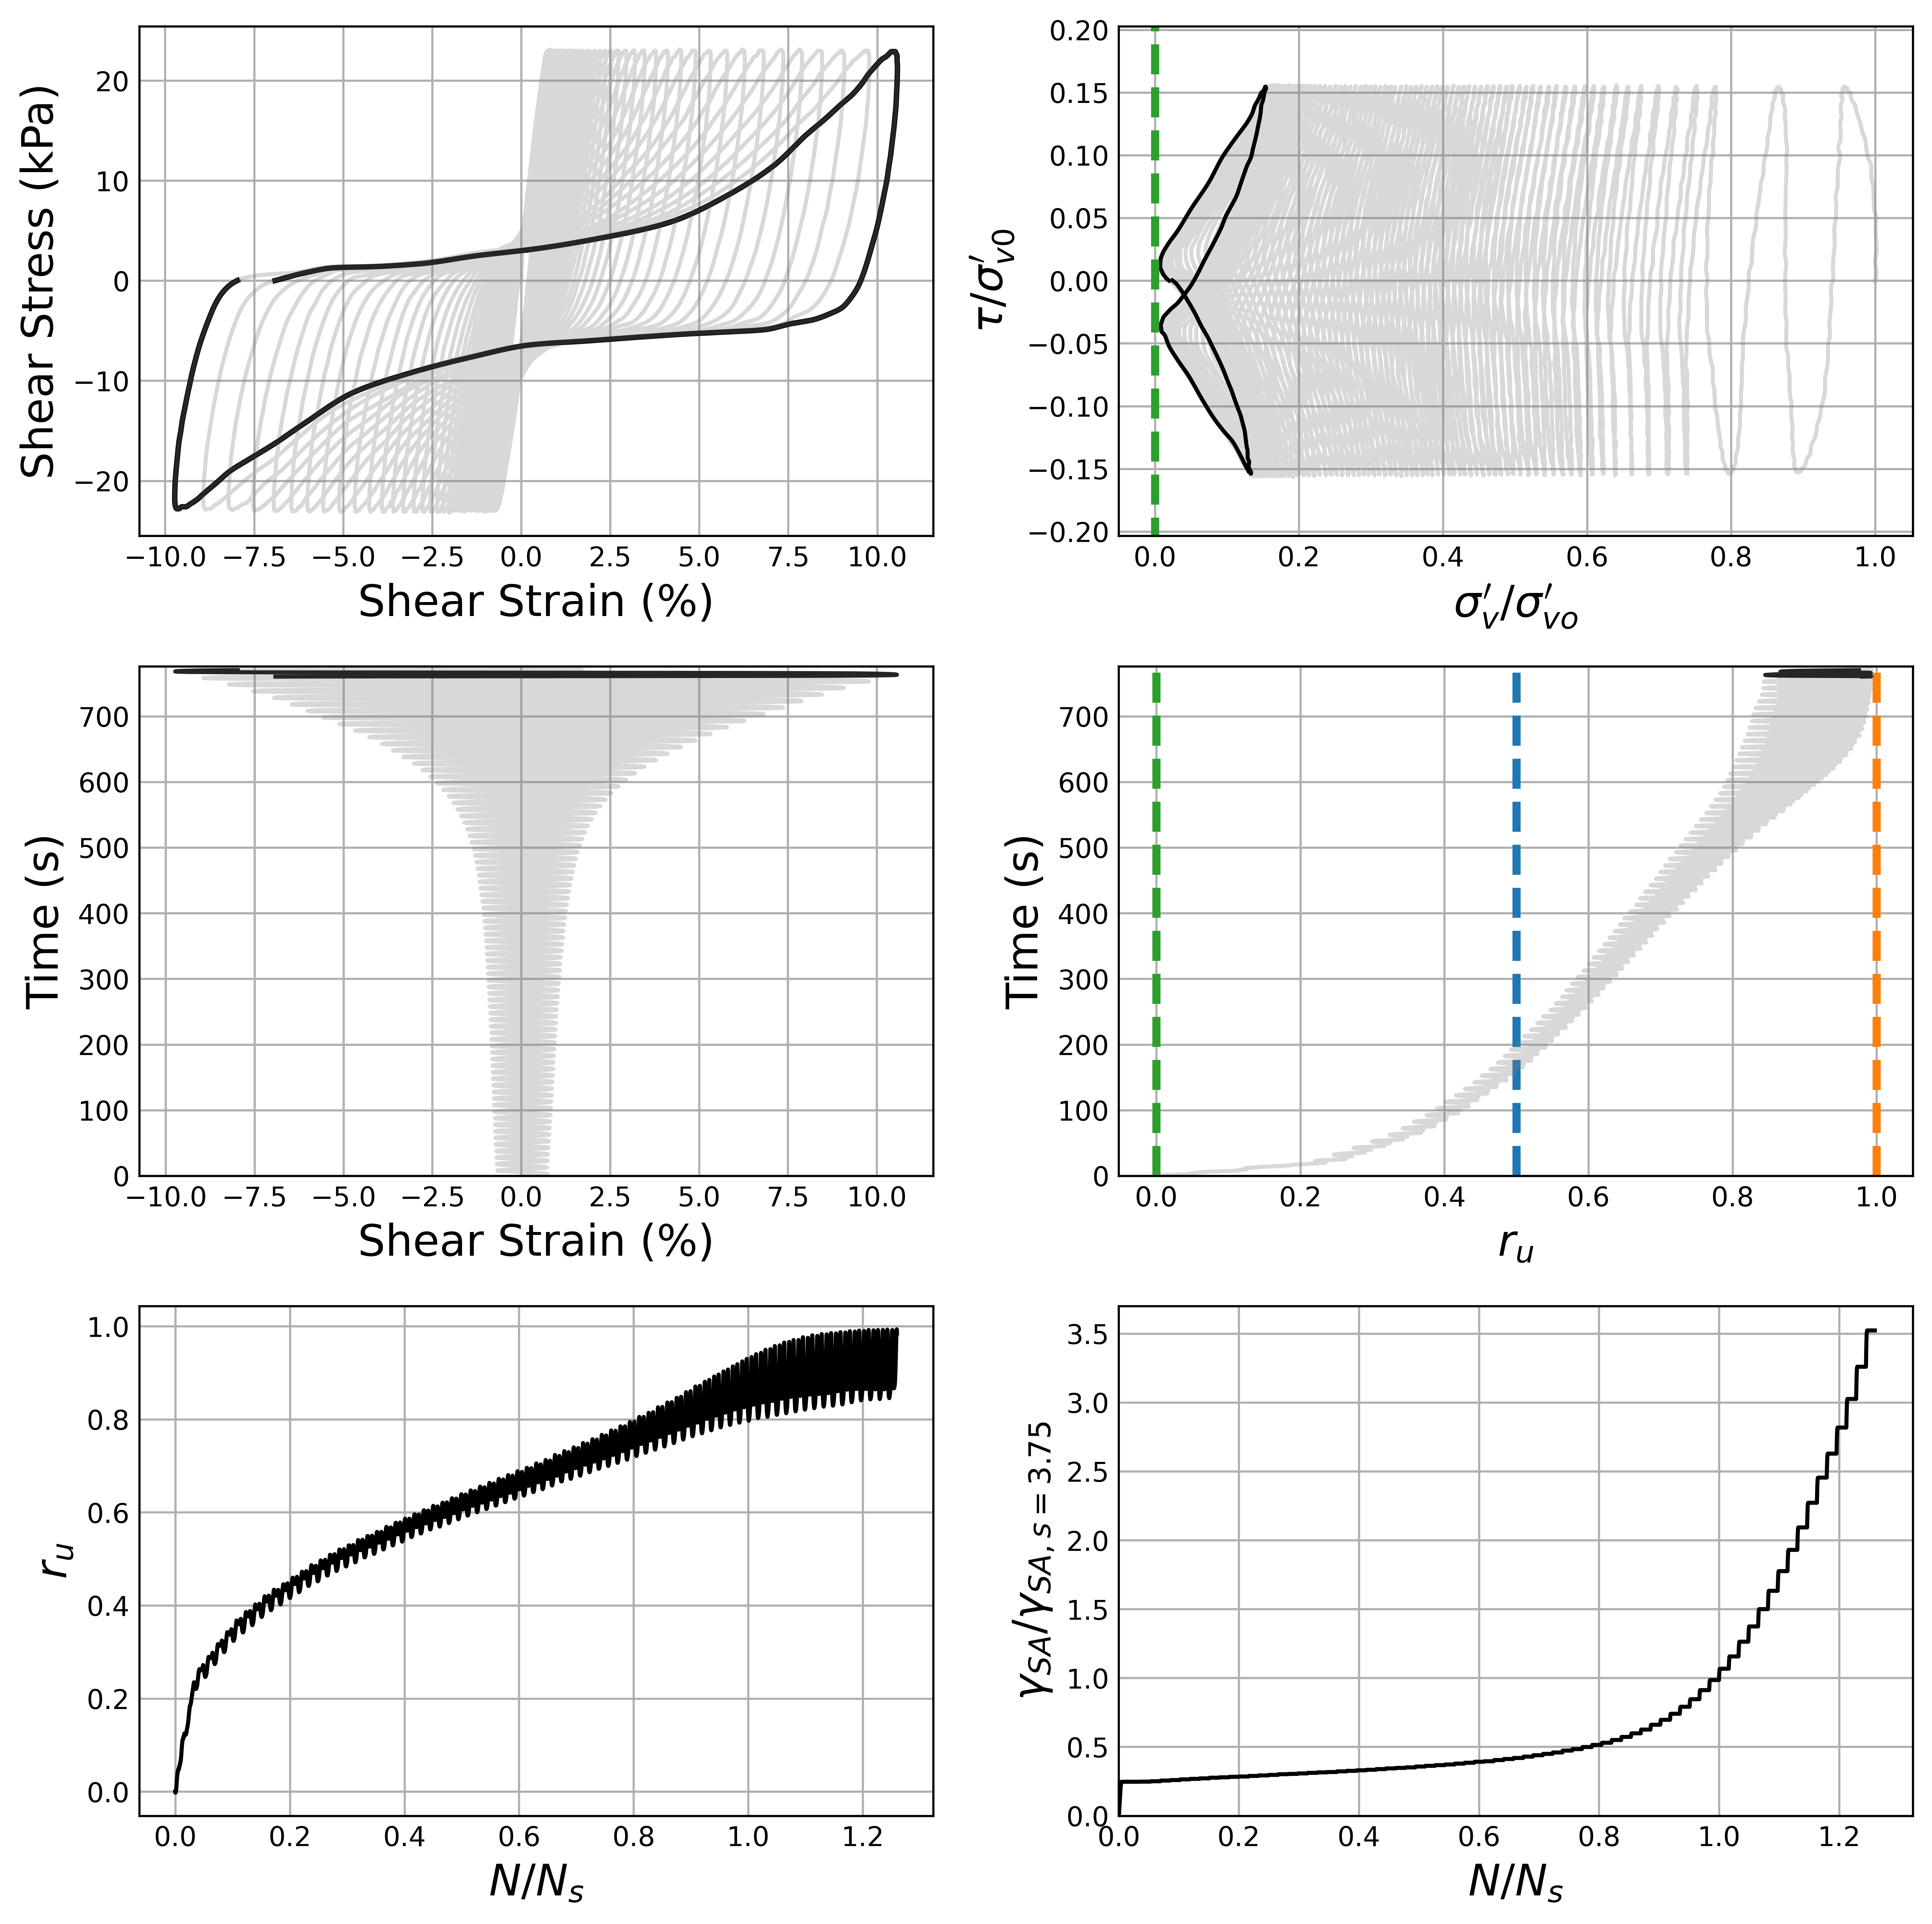 20
10
0
−10
−20
Shear Stress (kPa)
−10.0 −7.5 −5.0 −2.5 0.0 2.5 5.0 7.5 10.0
Shear Strain (%)
0.20
0.15
0.10
0.05
0.00
−0.05
−0.10
−0.15
−0.20
τ/σ′v0
0.0 0.2 0.4 0.6 0.8 1.0
σ′v/σ′vo
700
600
500
400
300
200
100
0
Time (s)
−10.0 −7.5 −5.0 −2.5 0.0 2.5 5.0 7.5 10.0
Shear Strain (%)
700
600
500
400
300
200
100
0
Time (s)
0.0 0.2 0.4 0.6 0.8 1.0
ru
1.0
0.8
0.6
0.4
0.2
0.0
ru
0.0 0.2 0.4 0.6 0.8 1.0 1.2
N/Ns
3.5
3.0
2.5
2.0
1.5
1.0
0.5
0.0
γSA/γSA, s = 3.75
0.0 0.2 0.4 0.6 0.8 1.0 1.2
N/Ns